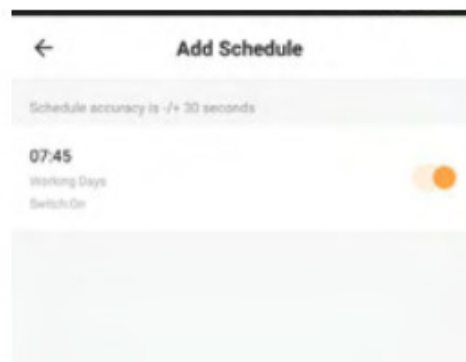 Add Schedule
Schedule accuracy is -/+ 30 seconds
07:45
Working Days
Switch:On